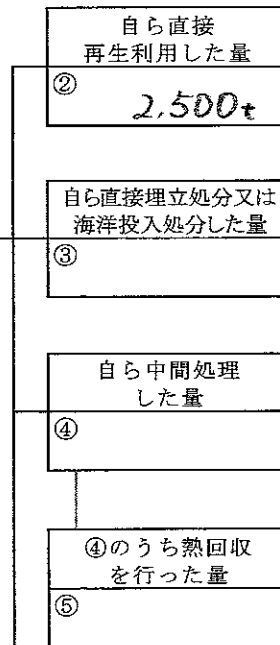 自ら直接
再生利用した量
②
2,500t
自ら直接埋立処分又は
海洋投入処分した量
③
自ら中間処理
した量
④
④のうち熱回収
を行った量
⑤